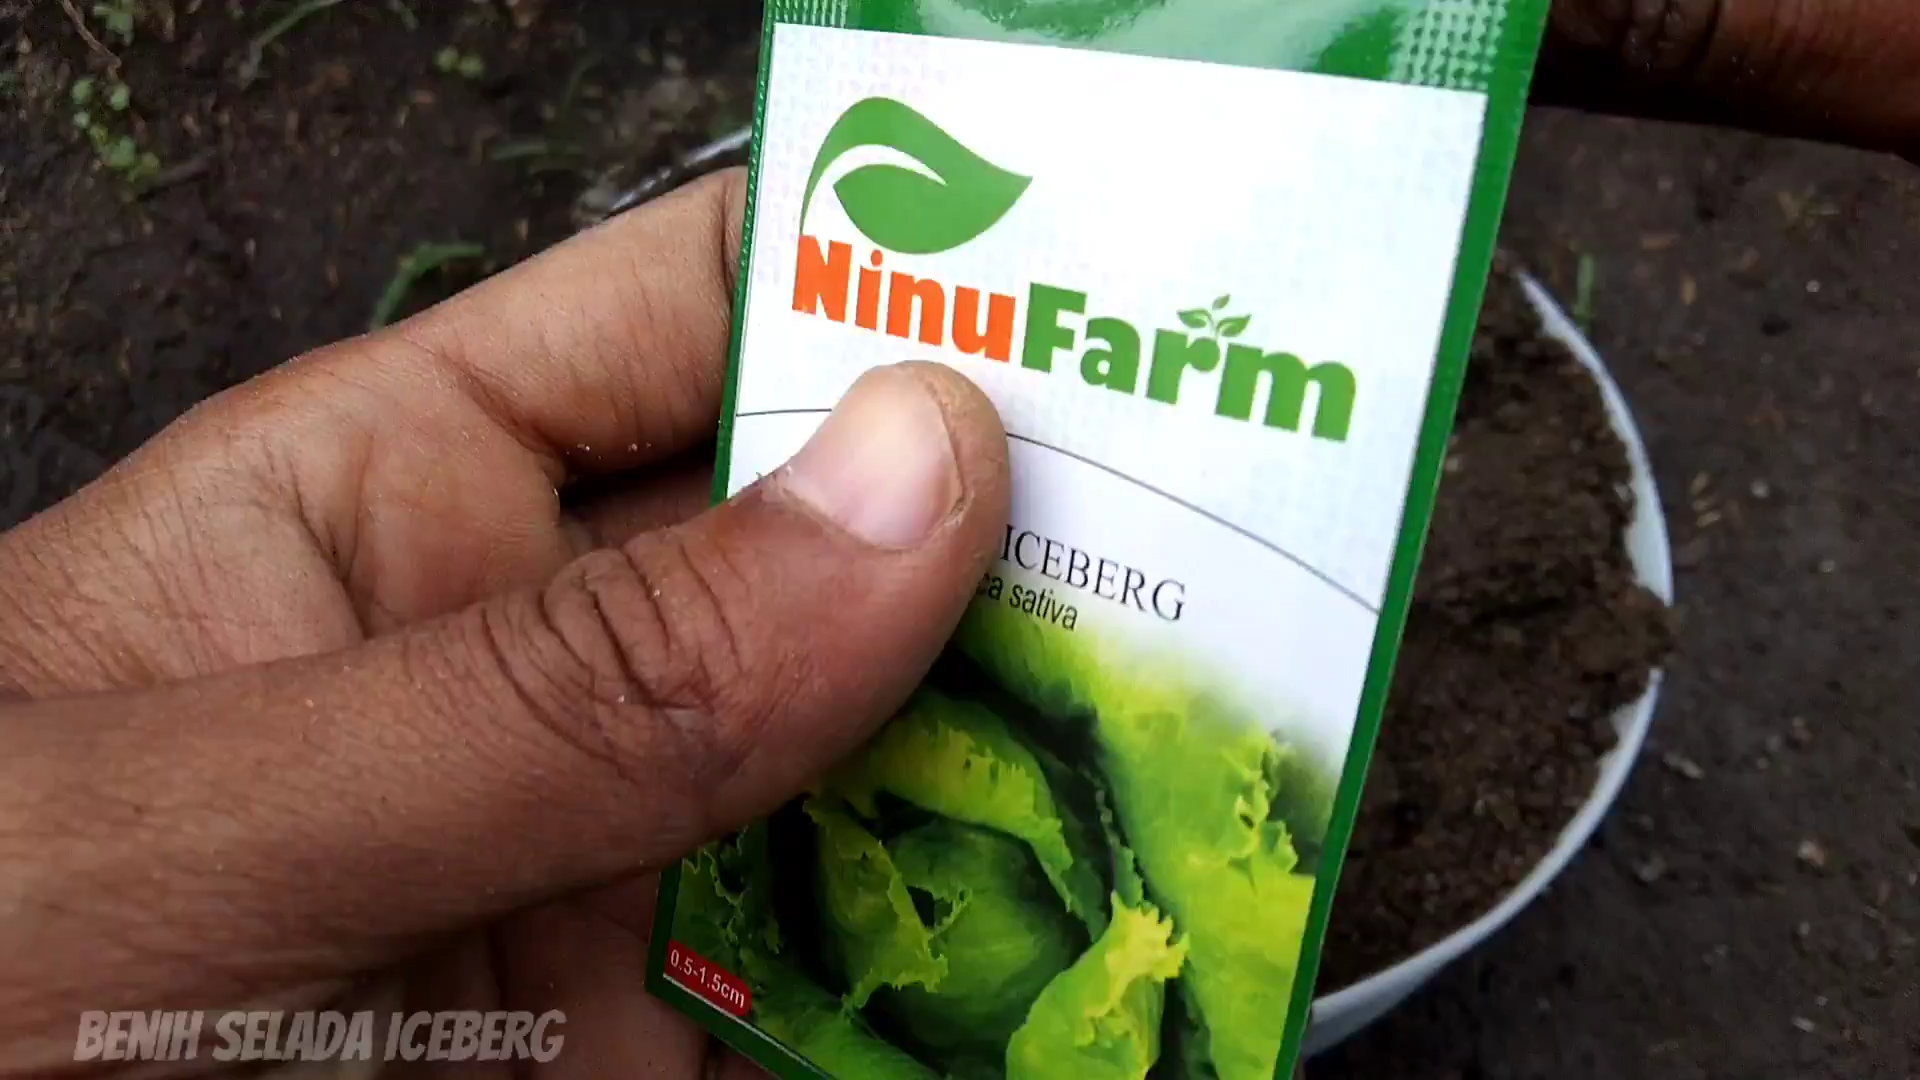 NinuFarm
ICEBERG
sativa
0.5-1.5cm
BENIH SELADA ICEBERG